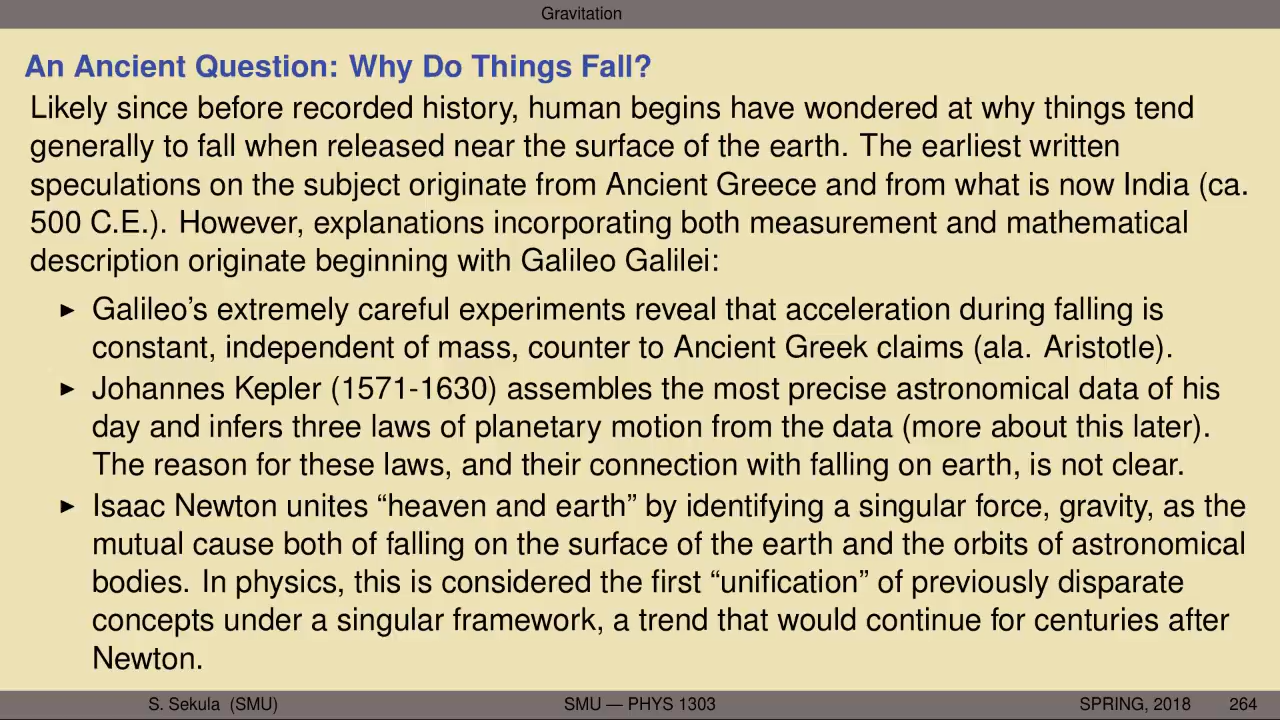 Gravitation
An Ancient Question: Why Do Things Fall?
Likely since before recorded history, human begins have wondered at why things tend
generally to fall when released near the surface of the earth. The earliest written
speculations on the subject originate from Ancient Greece and from what is now India (ca.
500 C.E.). However, explanations incorporating both measurement and mathematical
description originate beginning with Galileo Galilei:
▶ Galileo's extremely careful experiments reveal that acceleration during falling is
constant, independent of mass, counter to Ancient Greek claims (ala. Aristotle).
▶ Johannes Kepler (1571-1630) assembles the most precise astronomical data of his
day and infers three laws of planetary motion from the data (more about this later).
The reason for these laws, and their connection with falling on earth, is not clear.
▶ Isaac Newton unites “heaven and earth” by identifying a singular force, gravity, as the
mutual cause both of falling on the surface of the earth and the orbits of astronomical
bodies. In physics, this is considered the first “unification” of previously disparate
concepts under a singular framework, a trend that would continue for centuries after
Newton.
S. Sekula (SMU) SMU — PHYS 1303 SPRING, 2018 264